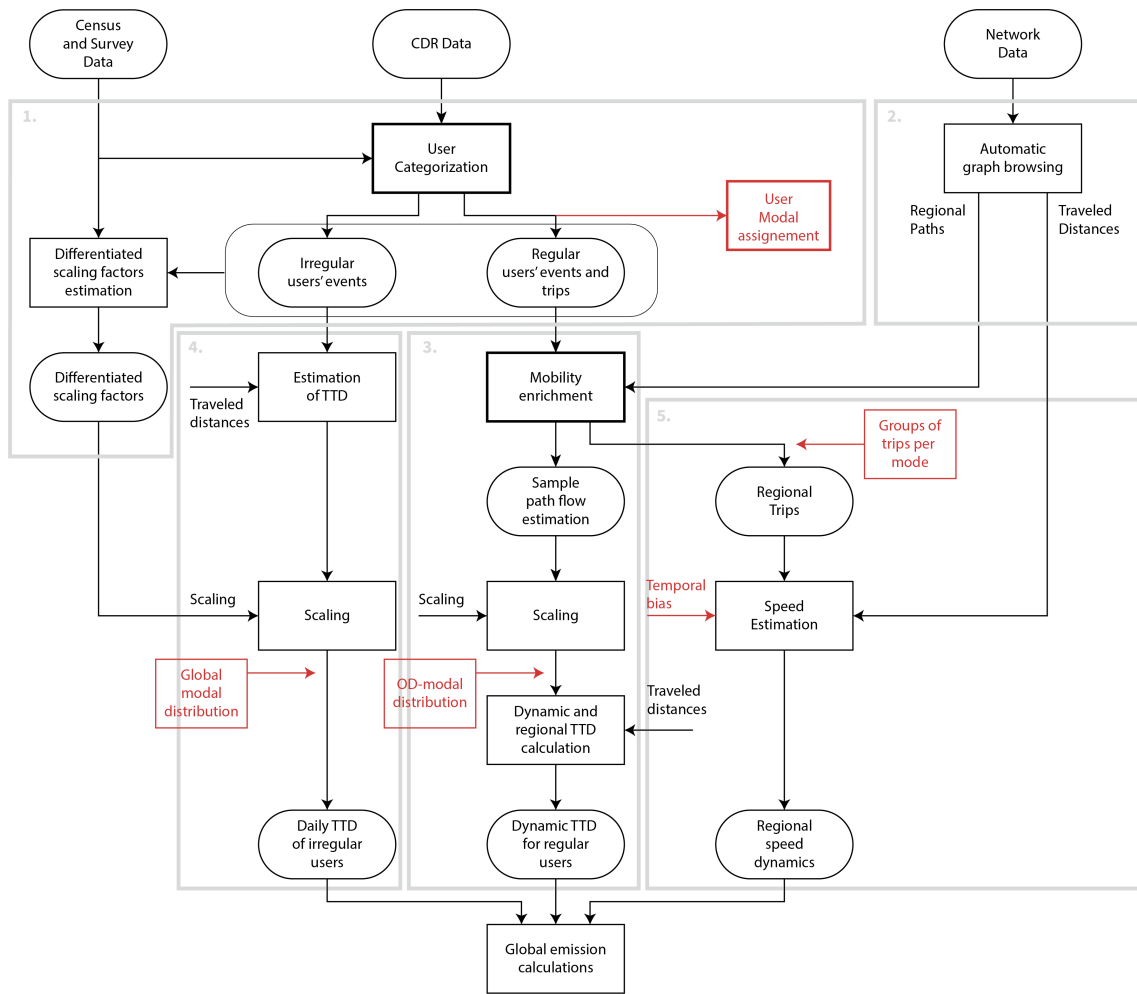 Census
and Survey
Data
CDR Data
Network
Data
1.
2.
User
Categorization
Automatic
graph browsing
User
Modal
assignement
Regional
Paths
Traveled
Distances
Differentiated
scaling factors
estimation
Irregular
users' events
Regular
users' events and
trips
4.
3.
Differentiated
scaling factors
Traveled
distances
Estimation
of TTD
Mobility
enrichment
5.
Groups of
trips per
mode
Sample
path flow
estimation
Regional
Trips
Scaling
Scaling
Scaling
Scaling
Temporal
bias
Speed
Estimation
Global
modal
distribution
OD-modal
distribution
Dynamic and
regional TTD
calculation
Traveled
distances
Daily TTD
of irregular
users
Dynamic TTD
for regular
users
Regional
speed
dynamics
Global emission
calculations